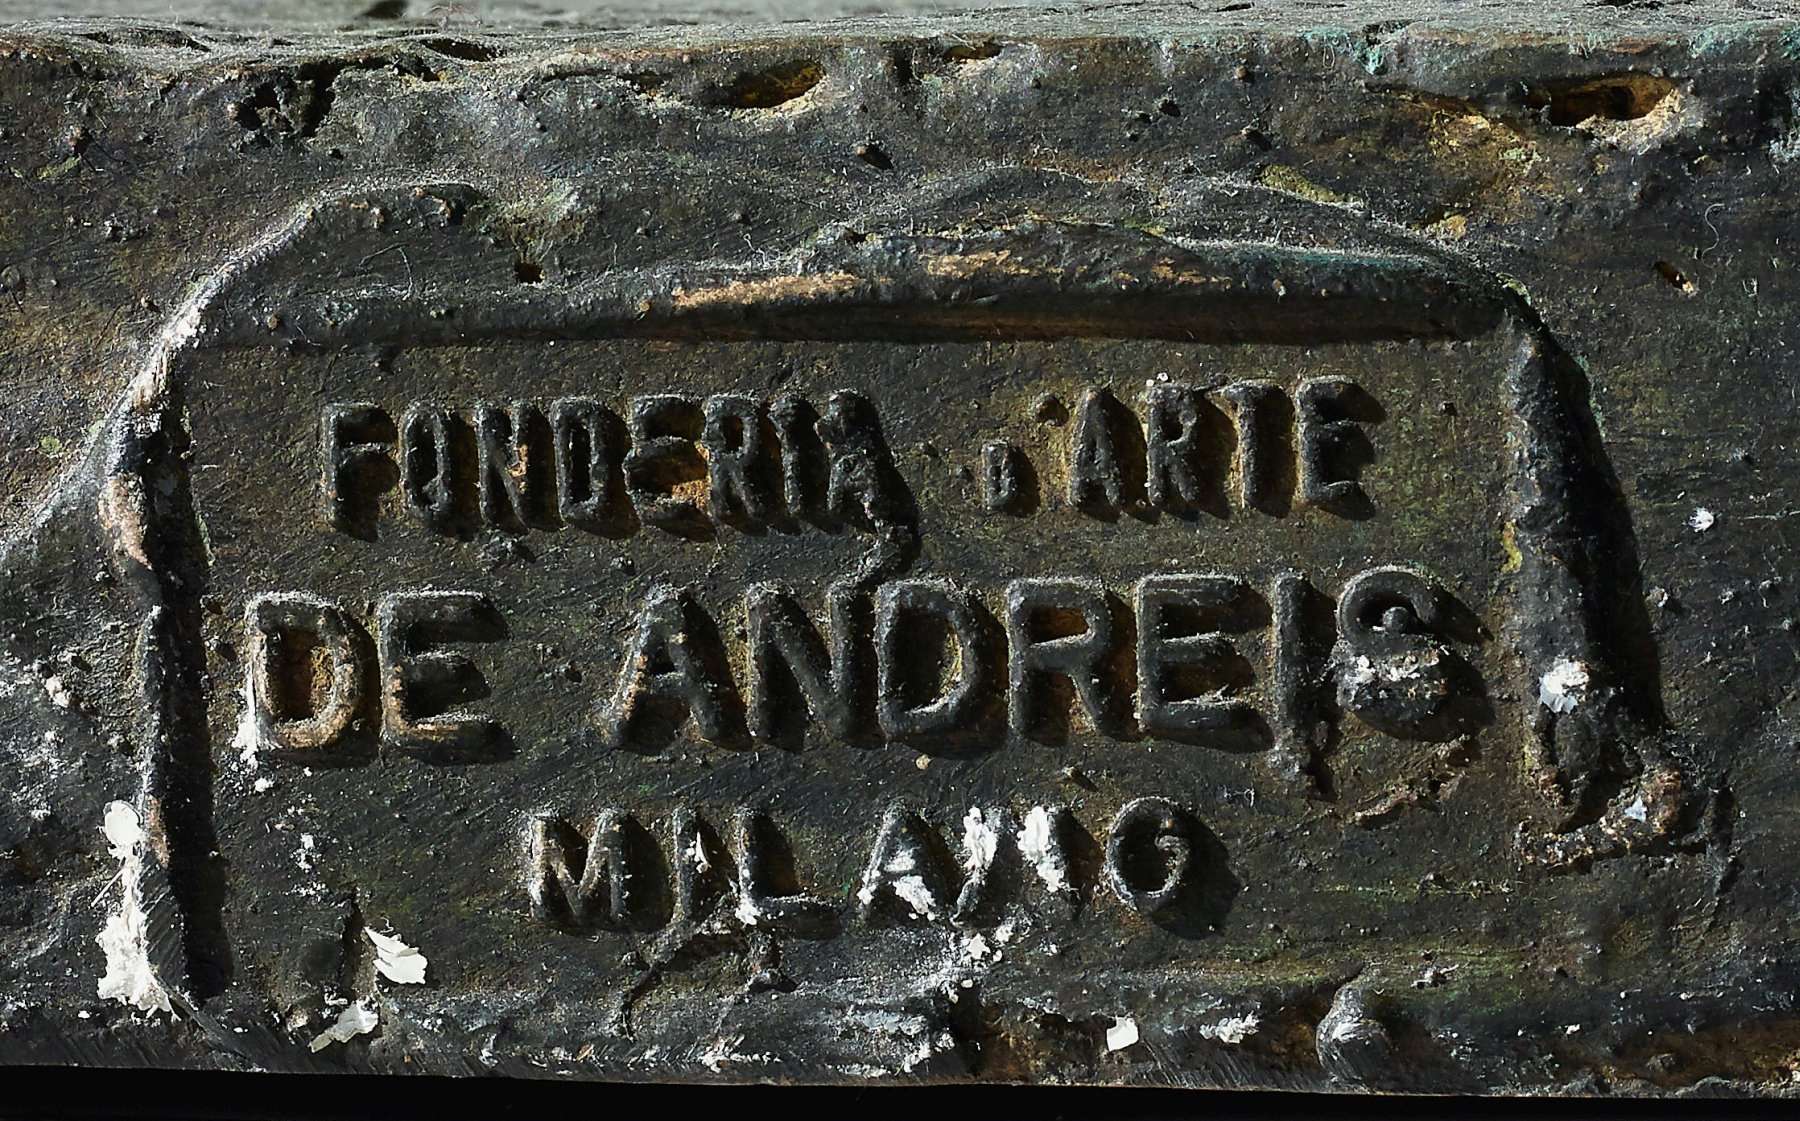 FONDERIA D'ARTE
DE ANDREIS
MILANO